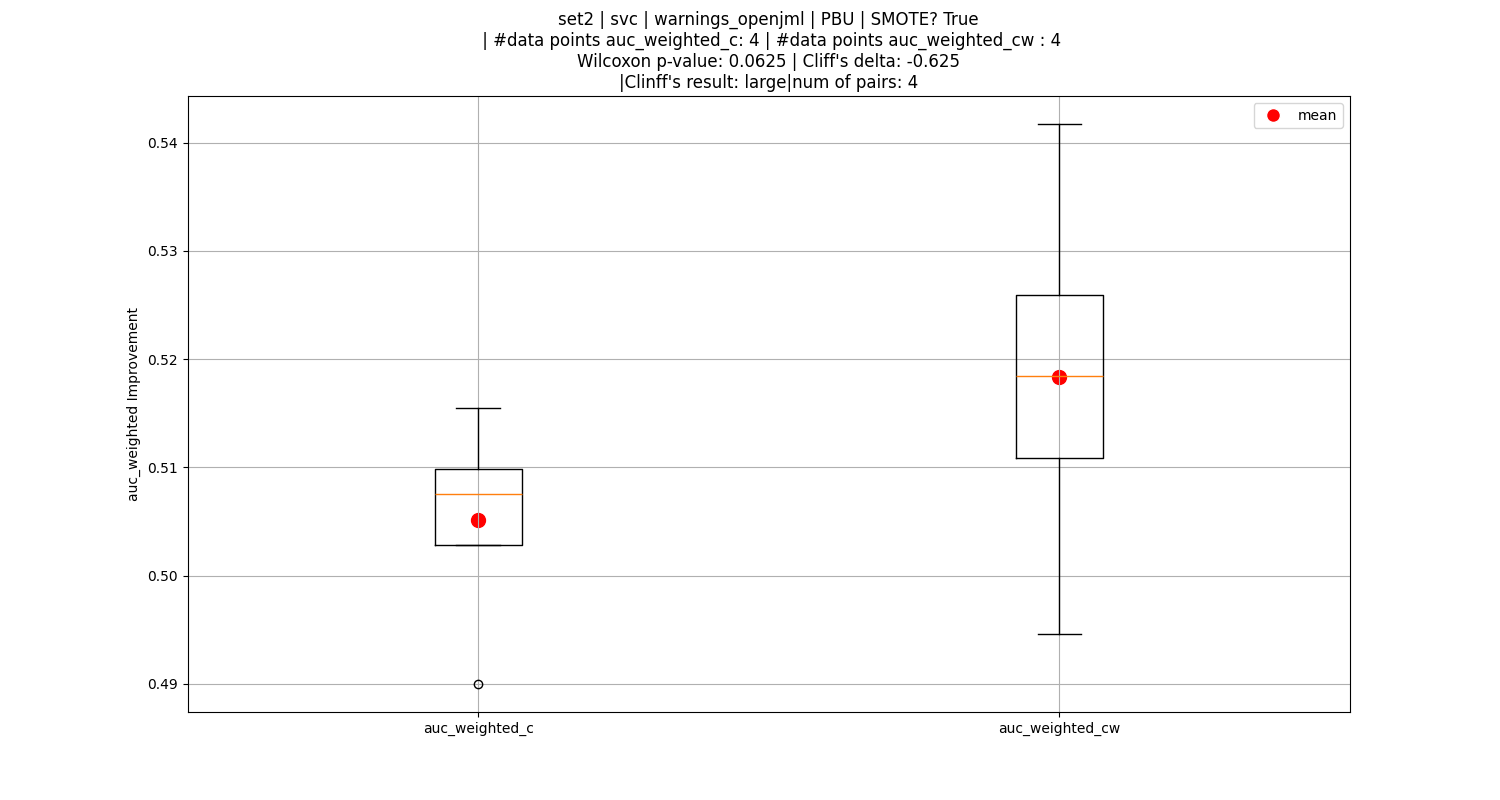 set2 | svc | warnings_openjml | PBU | SMOTE? True
| #data points auc_weighted_c: 4 | #data points auc_weighted_cw : 4
Wilcoxon p-value: 0.0625 | Cliff's delta: -0.625
|Clinff's result: large|num of pairs: 4
mean
auc_weighted Improvement
0.54
0.53
0.52
0.51
0.50
0.49
auc_weighted_c
auc_weighted_cw